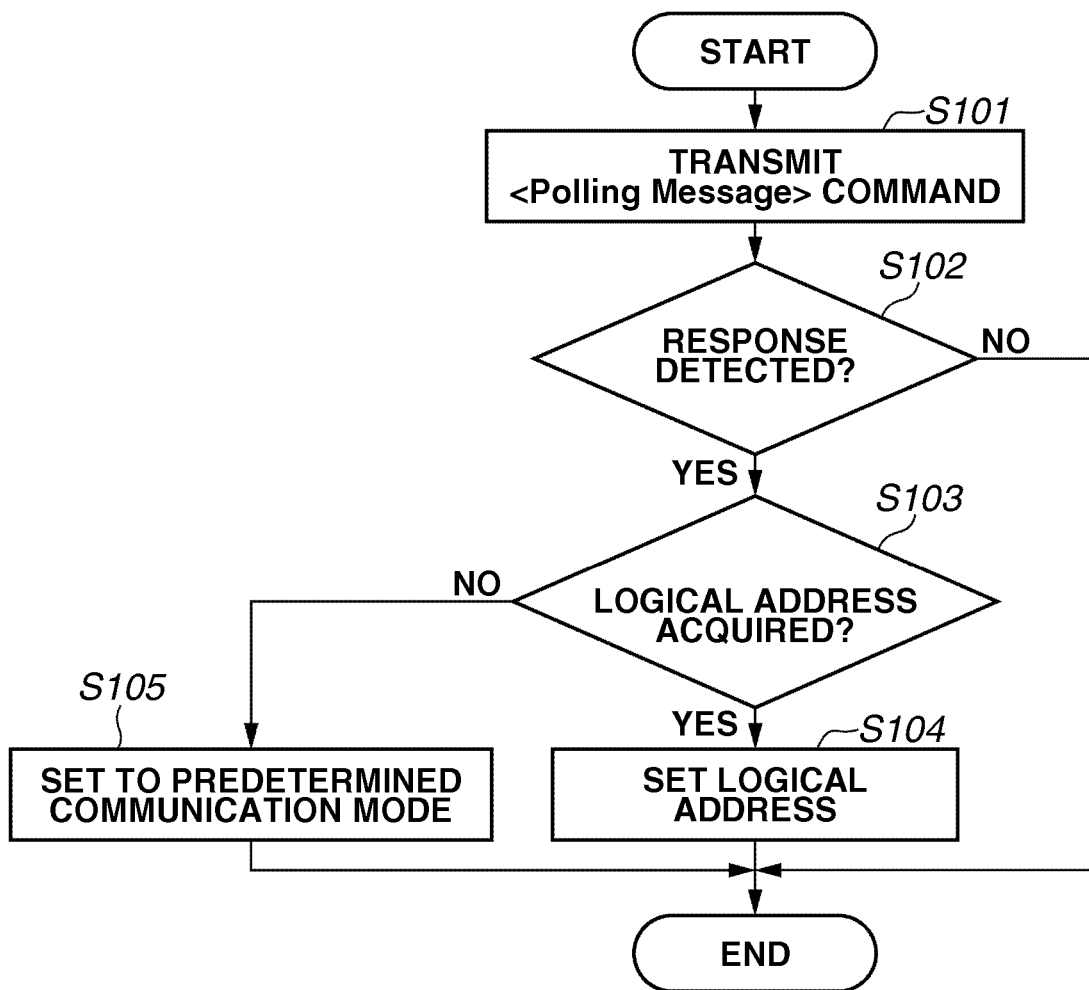 START
S101
TRANSMIT
<Polling Message> COMMAND
S102
RESPONSE
DETECTED?
NO
YES
S103
NO
LOGICAL ADDRESS
ACQUIRED?
S105
YES
S104
SET TO PREDETERMINED
COMMUNICATION MODE
SET LOGICAL
ADDRESS
END